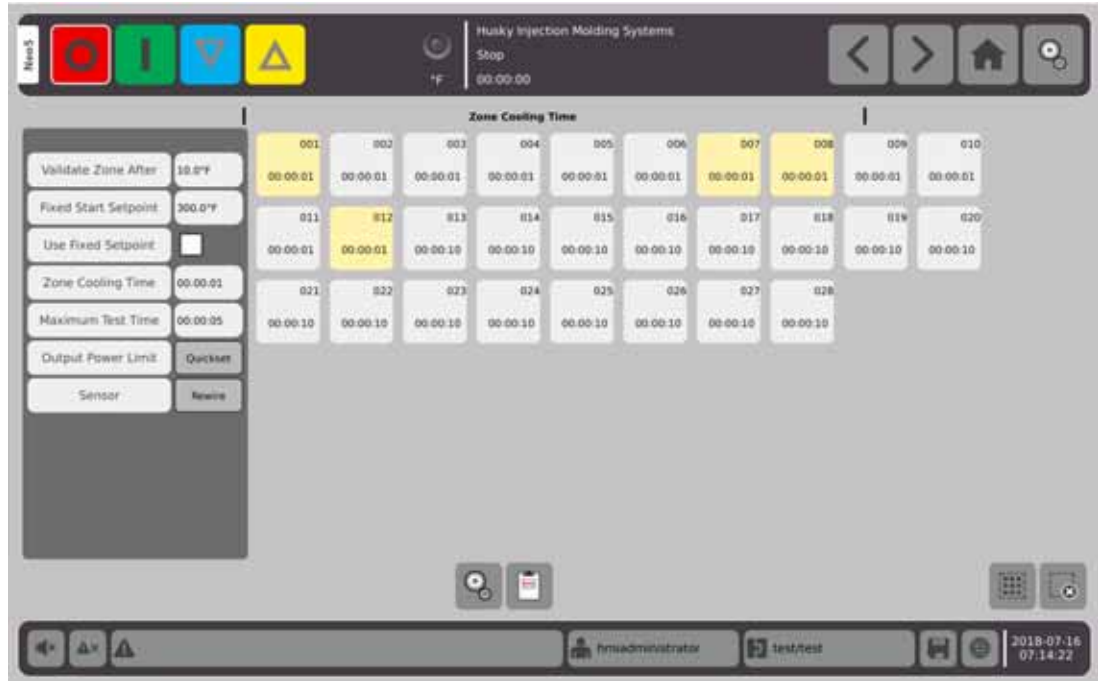 Neo5
Husky Injection Molding Systems
Stop
°F
00:00:00
Zone Cooling Time
Validate Zone After 10.0°F
Fixed Start Setpoint 300.0°F
Use Fixed Setpoint
Zone Cooling Time 00:00:01
Maximum Test Time 00:00:05
Output Power Limit Quickset
Sensor Rewire
001 002 003 004 005 006 007 008 009 010
00:00:01 00:00:01 00:00:01 00:00:01 00:00:01 00:00:01 00:00:01 00:00:01 00:00:01 00:00:01
011 012 013 014 015 016 017 018 019 020
00:00:01 00:00:01 00:00:10 00:00:10 00:00:10 00:00:10 00:00:10 00:00:10 00:00:10 00:00:10
021 022 023 024 025 026 027 028
00:00:10 00:00:10 00:00:10 00:00:10 00:00:10 00:00:10 00:00:10 00:00:10
hmiadministrator
test/test
2018-07-16
07:14:22